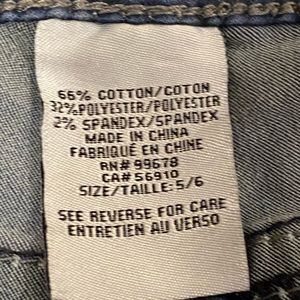 66% COTTON/COTON
32%POLYESTER/POLYESTER
2% SPANDEX/SPANDEX
MADE IN CHINA
FABRIQUÉ EN CHINE
RN# 99678
CA# 56910
SIZE/TAILLE: 5/6
SEE REVERSE FOR CARE
ENTRETIEN AU VERSO